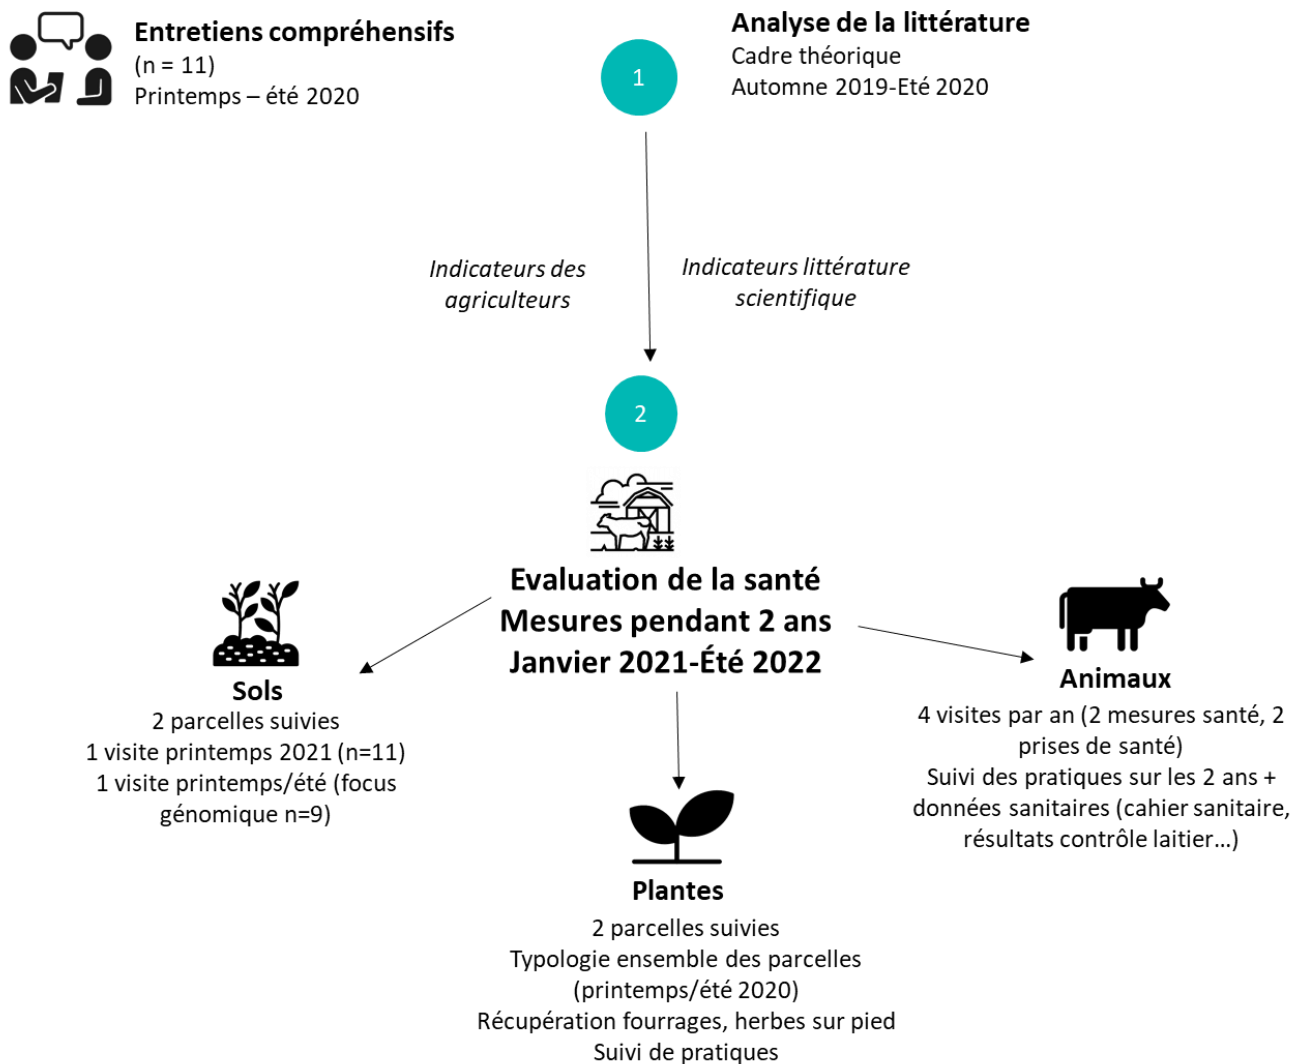 Entretiens compréhensifs
(n = 11)
Printemps – été 2020
1
Analyse de la littérature
Cadre théorique
Automne 2019-Eté 2020
Indicateurs des
agriculteurs
Indicateurs littérature
scientifique
2
Evaluation de la santé
Mesures pendant 2 ans
Janvier 2021-Été 2022
Sols
2 parcelles suivies
1 visite printemps 2021 (n=11)
1 visite printemps/été (focus
génomique n=9)
Plantes
2 parcelles suivies
Typologie ensemble des parcelles
(printemps/été 2020)
Récupération fourrages, herbes sur pied
Suivi de pratiques
Animaux
4 visites par an (2 mesures santé, 2
prises de santé)
Suivi des pratiques sur les 2 ans +
données sanitaires (cahier sanitaire,
résultats contrôle laitier…)